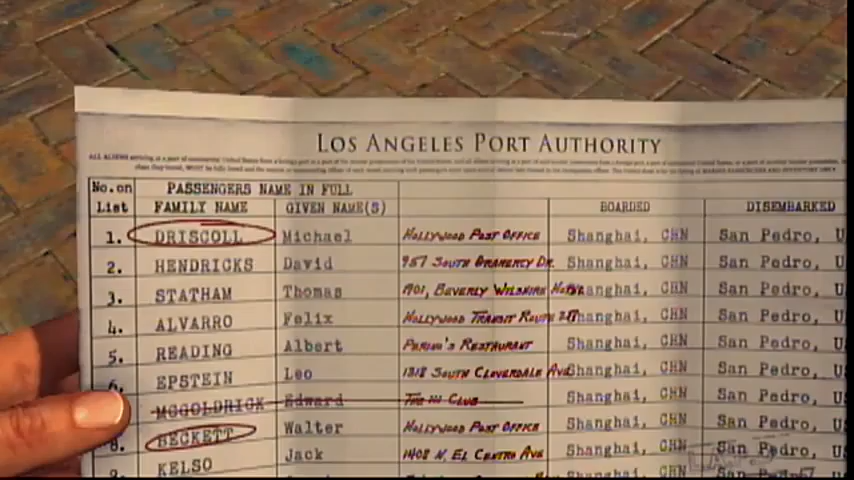 LOS ANGELES PORT AUTHORITY
No. on List PASSENGERS NAME IN FULL
FAMILY NAME GIVEN NAME(S) BOARDED DISEMBARKED
1. DRISCOLL Michael HOLLYWOOD POST OFFICE Shanghai, CHN San Pedro, U
2. HENDRICKS David SOUTH Shanghai, CHN San Pedro, U
3. STATHAM Thomas 1901, BEVERLY WILSHIRE Shanghai, CHN San Pedro, U
4. ALVARRO Felix HOLLYWOOD TRANSIT ROUTE Shanghai, CHN San Pedro, U
5. READING Albert RESTAURANT Shanghai, CHN San Pedro, U
6. EPSTEIN Leo 1318 SOUTH CLOVERDALE AVE Shanghai, CHN San Pedro, U
MCGOLDRICK Edward THE 111 CLUB Shanghai, CHN San Pedro, U
8. BECKETT Walter HOLLYWOOD POST OFFICE Shanghai, CHN San Pedro, U
9. KELSO Jack 1408 N. EL CENTRO AVE Shanghai, CHN San Pedro, U